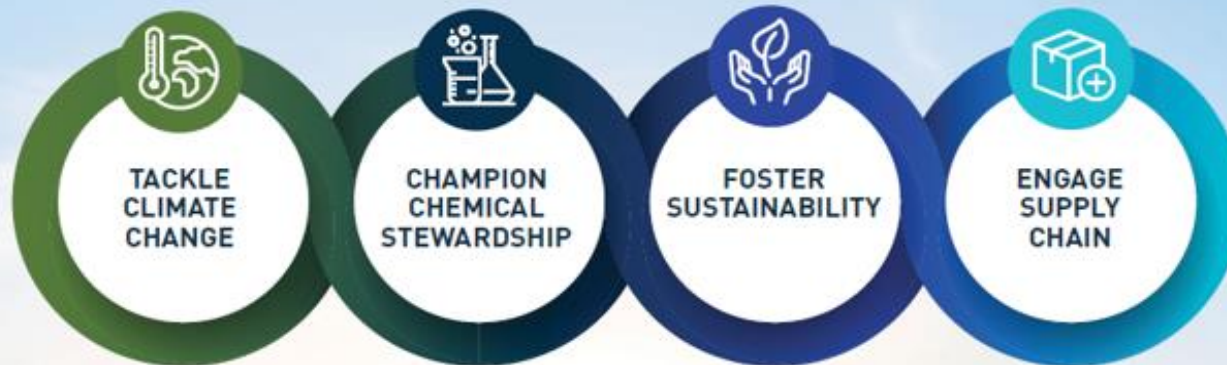 TACKLE
CLIMATE
CHANGE
CHAMPION
CHEMICAL
STEWARDSHIP
FOSTER
SUSTAINABILITY
ENGAGE
SUPPLY
CHAIN